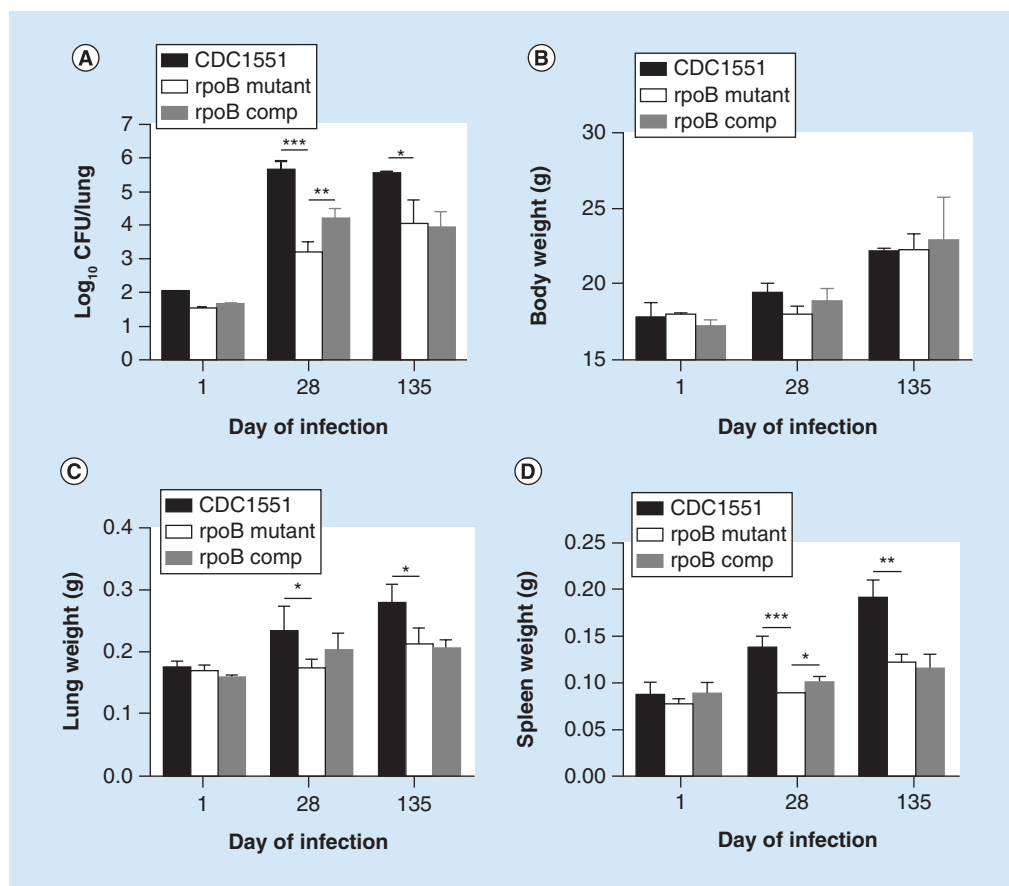 A
CDC1551
rpoB mutant
rpoB comp
Log10 CFU/lung
7
6
5
4
3
2
1
0
***
**
*
1 28 135
Day of infection
B
CDC1551
rpoB mutant
rpoB comp
Body weight (g)
30
25
20
15
1 28 135
Day of infection
C
CDC1551
rpoB mutant
rpoB comp
Lung weight (g)
0.4
0.3
0.2
0.1
0.0
*
*
1 28 135
Day of infection
D
CDC1551
rpoB mutant
rpoB comp
Spleen weight (g)
0.25
0.20
0.15
0.10
0.05
0.00
***
*
**
1 28 135
Day of infection